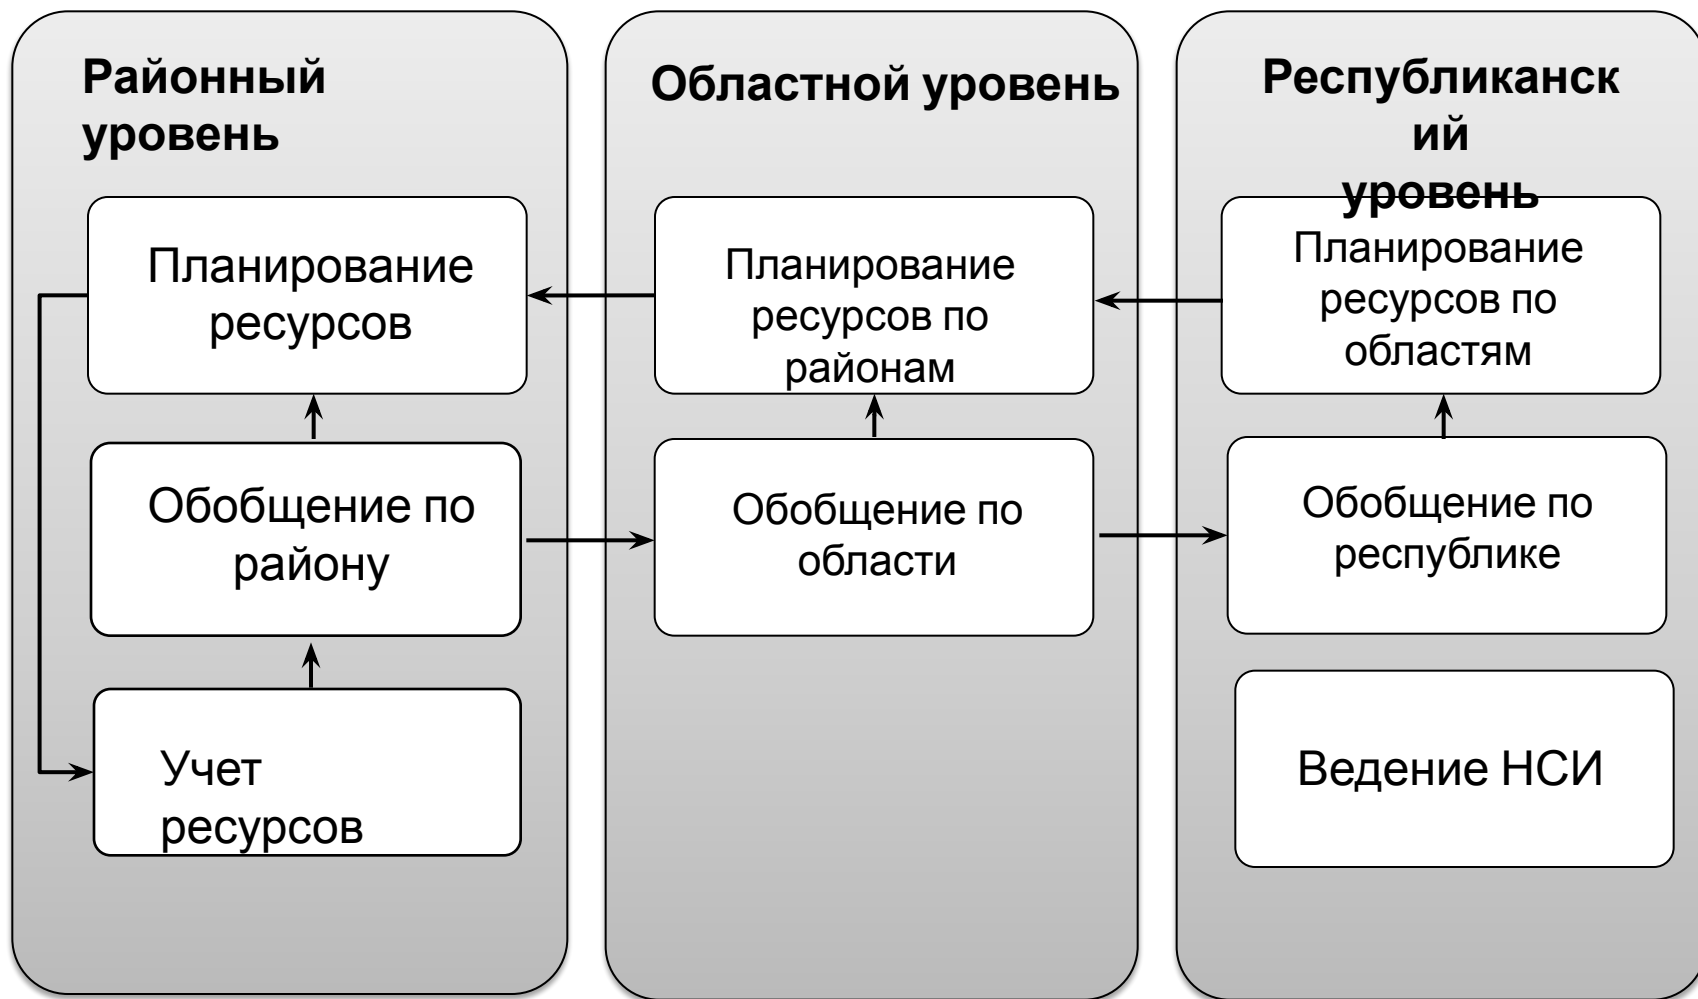 Районный
уровень
Планирование
ресурсов
Обобщение по
району
Учет
ресурсов
Областной уровень
Планирование
ресурсов по
районам
Обобщение по
области
Республиканск
ий
уровень
Планирование
ресурсов по
областям
Обобщение по
республике
Ведение НСИ